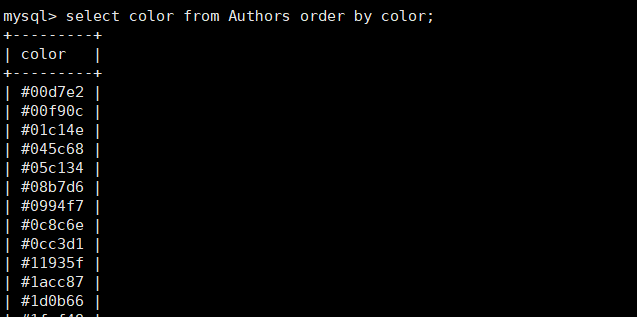 mysql> select color from Authors order by color;
+---------+
| color   |
+---------+
| #00d7e2 |
| #00f90c |
| #01c14e |
| #045c68 |
| #05c134 |
| #08b7d6 |
| #0994f7 |
| #0c8c6e |
| #0cc3d1 |
| #11935f |
| #1acc87 |
| #1d0b66 |